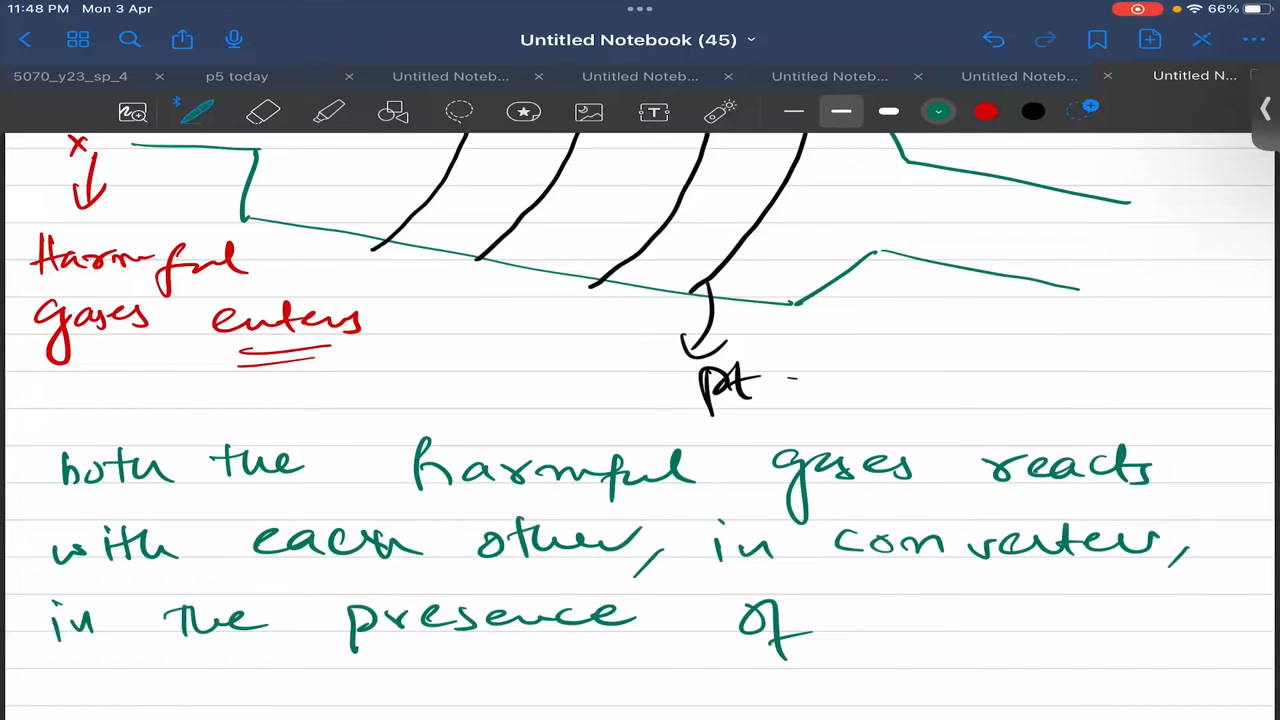 11:48 PM Mon 3 Apr
66%
Untitled Notebook (45)
5070_y23_sp_4
p5 today
Untitled Noteb...
Untitled Noteb...
Untitled Noteb...
Untitled Noteb...
Untitled N...
x
Harmful
gases enters
Pt -
both the harmful gases reacts
with each other, in converter,
in the presence of